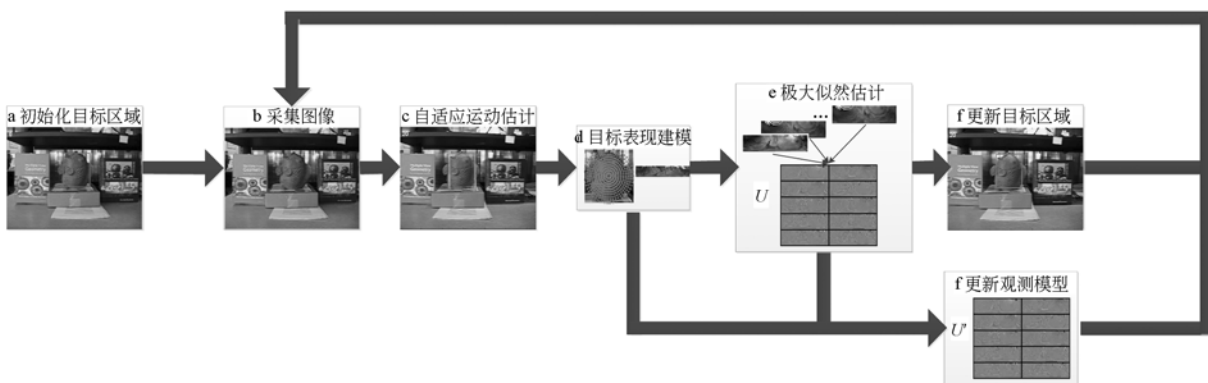 a 初始化目标区域
b 采集图像
c 自适应运动估计
d 目标表现建模
e 极大似然估计
...
U
f 更新目标区域
f 更新观测模型
U'